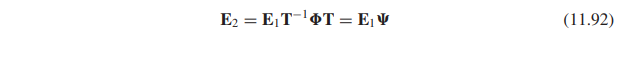 E₂ = E₁T⁻¹ΦT = E₁Ψ (11.92)